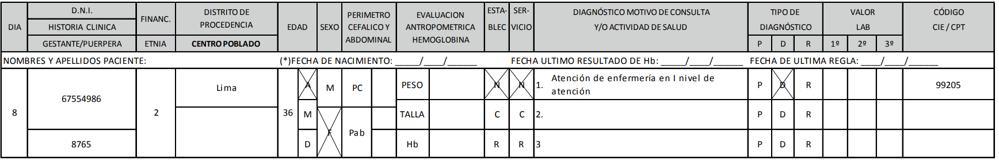 DIA D.N.I. FINANC. DISTRITO DE PROCEDENCIA EDAD SEXO PERIMETRO CEFALICO Y ABDOMINAL EVALUACION ANTROPOMETRICA HEMOGLOBINA ESTA-BLEC SER-VICIO DIAGNÓSTICO MOTIVO DE CONSULTA Y/O ACTIVIDAD DE SALUD TIPO DE DIAGNÓSTICO VALOR LAB CÓDIGO CIE / CPT
HISTORIA CLINICA
GESTANTE/PUERPERA ETNIA CENTRO POBLADO P D R 1º 2º 3º
NOMBRES Y APELLIDOS PACIENTE: (*)FECHA DE NACIMIENTO: _____/____/______ FECHA ULTIMO RESULTADO DE Hb: _____/____/______ FECHA DE ULTIMA REGLA: ____/____/______
8 67554986 2 Lima 36 A M PC PESO N N 1. Atención de enfermería en I nivel de atención P D R 99205
M F Pab TALLA C C 2. P D R
8765 D Hb R R 3 P D R